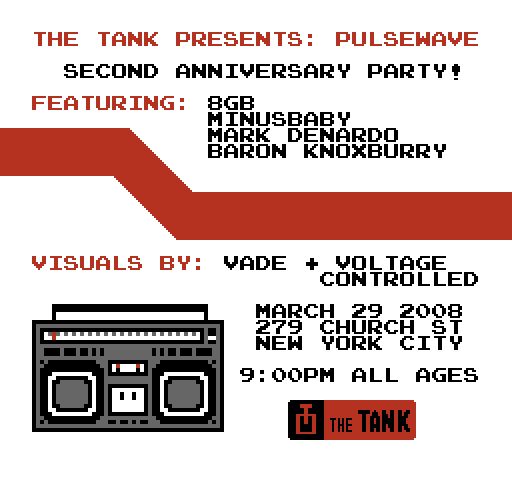 THE TANK PRESENTS: PULSEWAVE
SECOND ANNIVERSARY PARTY!
FEATURING: 8GB
MINUSBABY
MARK DENARDO
BARON KNOXBURRY
VISUALS BY: VADE + VOLTAGE
CONTROLLED
MARCH 29 2008
279 CHURCH ST
NEW YORK CITY
9:00PM ALL AGES
THE TANK